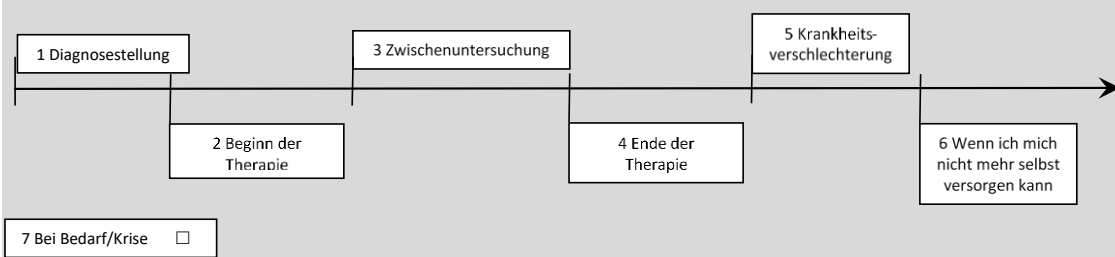 1 Diagnosestellung
2 Beginn der
Therapie
3 Zwischenuntersuchung
4 Ende der
Therapie
5 Krankheits-
verschlechterung
6 Wenn ich mich
nicht mehr selbst
versorgen kann
7 Bei Bedarf/Krise ☐